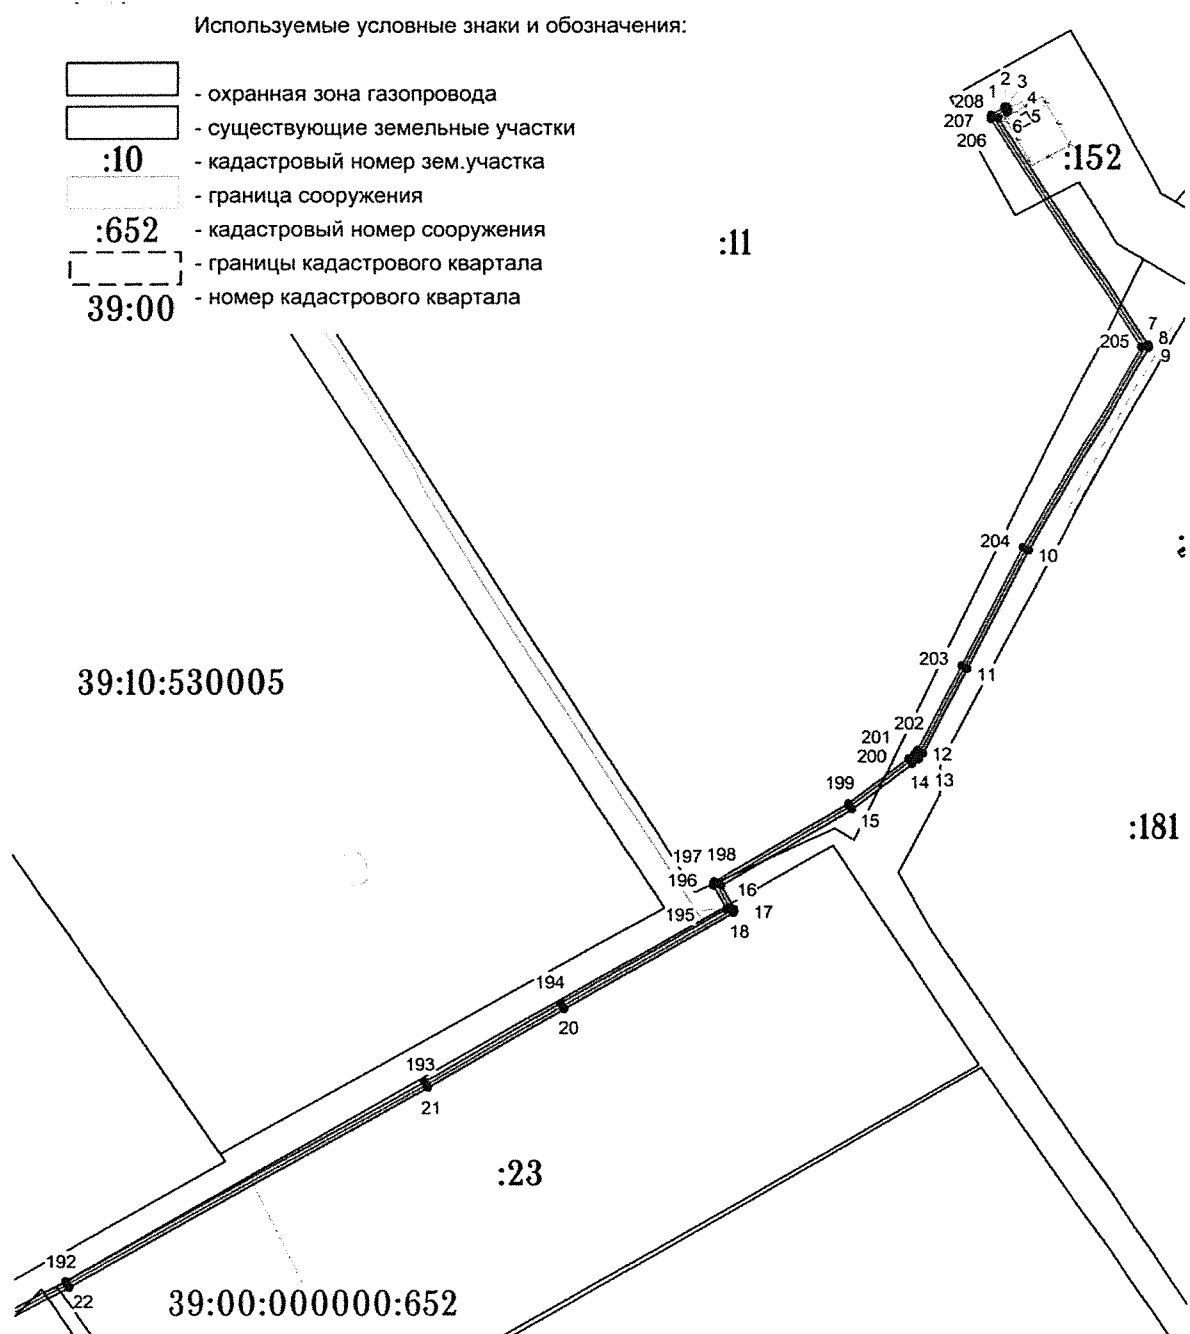 Используемые условные знаки и обозначения:
- охранная зона газопровода
- существующие земельные участки
:10 - кадастровый номер зем.участка
- граница сооружения
:652 - кадастровый номер сооружения
- границы кадастрового квартала
39:00 - номер кадастрового квартала
2
3
208 1 4
207 6 5
206
:152
:11
7
205 8
9
204 10
39:10:530005
203 11
202
201 12
200 14 13
199
15
:181
197 198
196 16
195 17
18
194
20
193
21
:23
192
22
39:00:000000:652